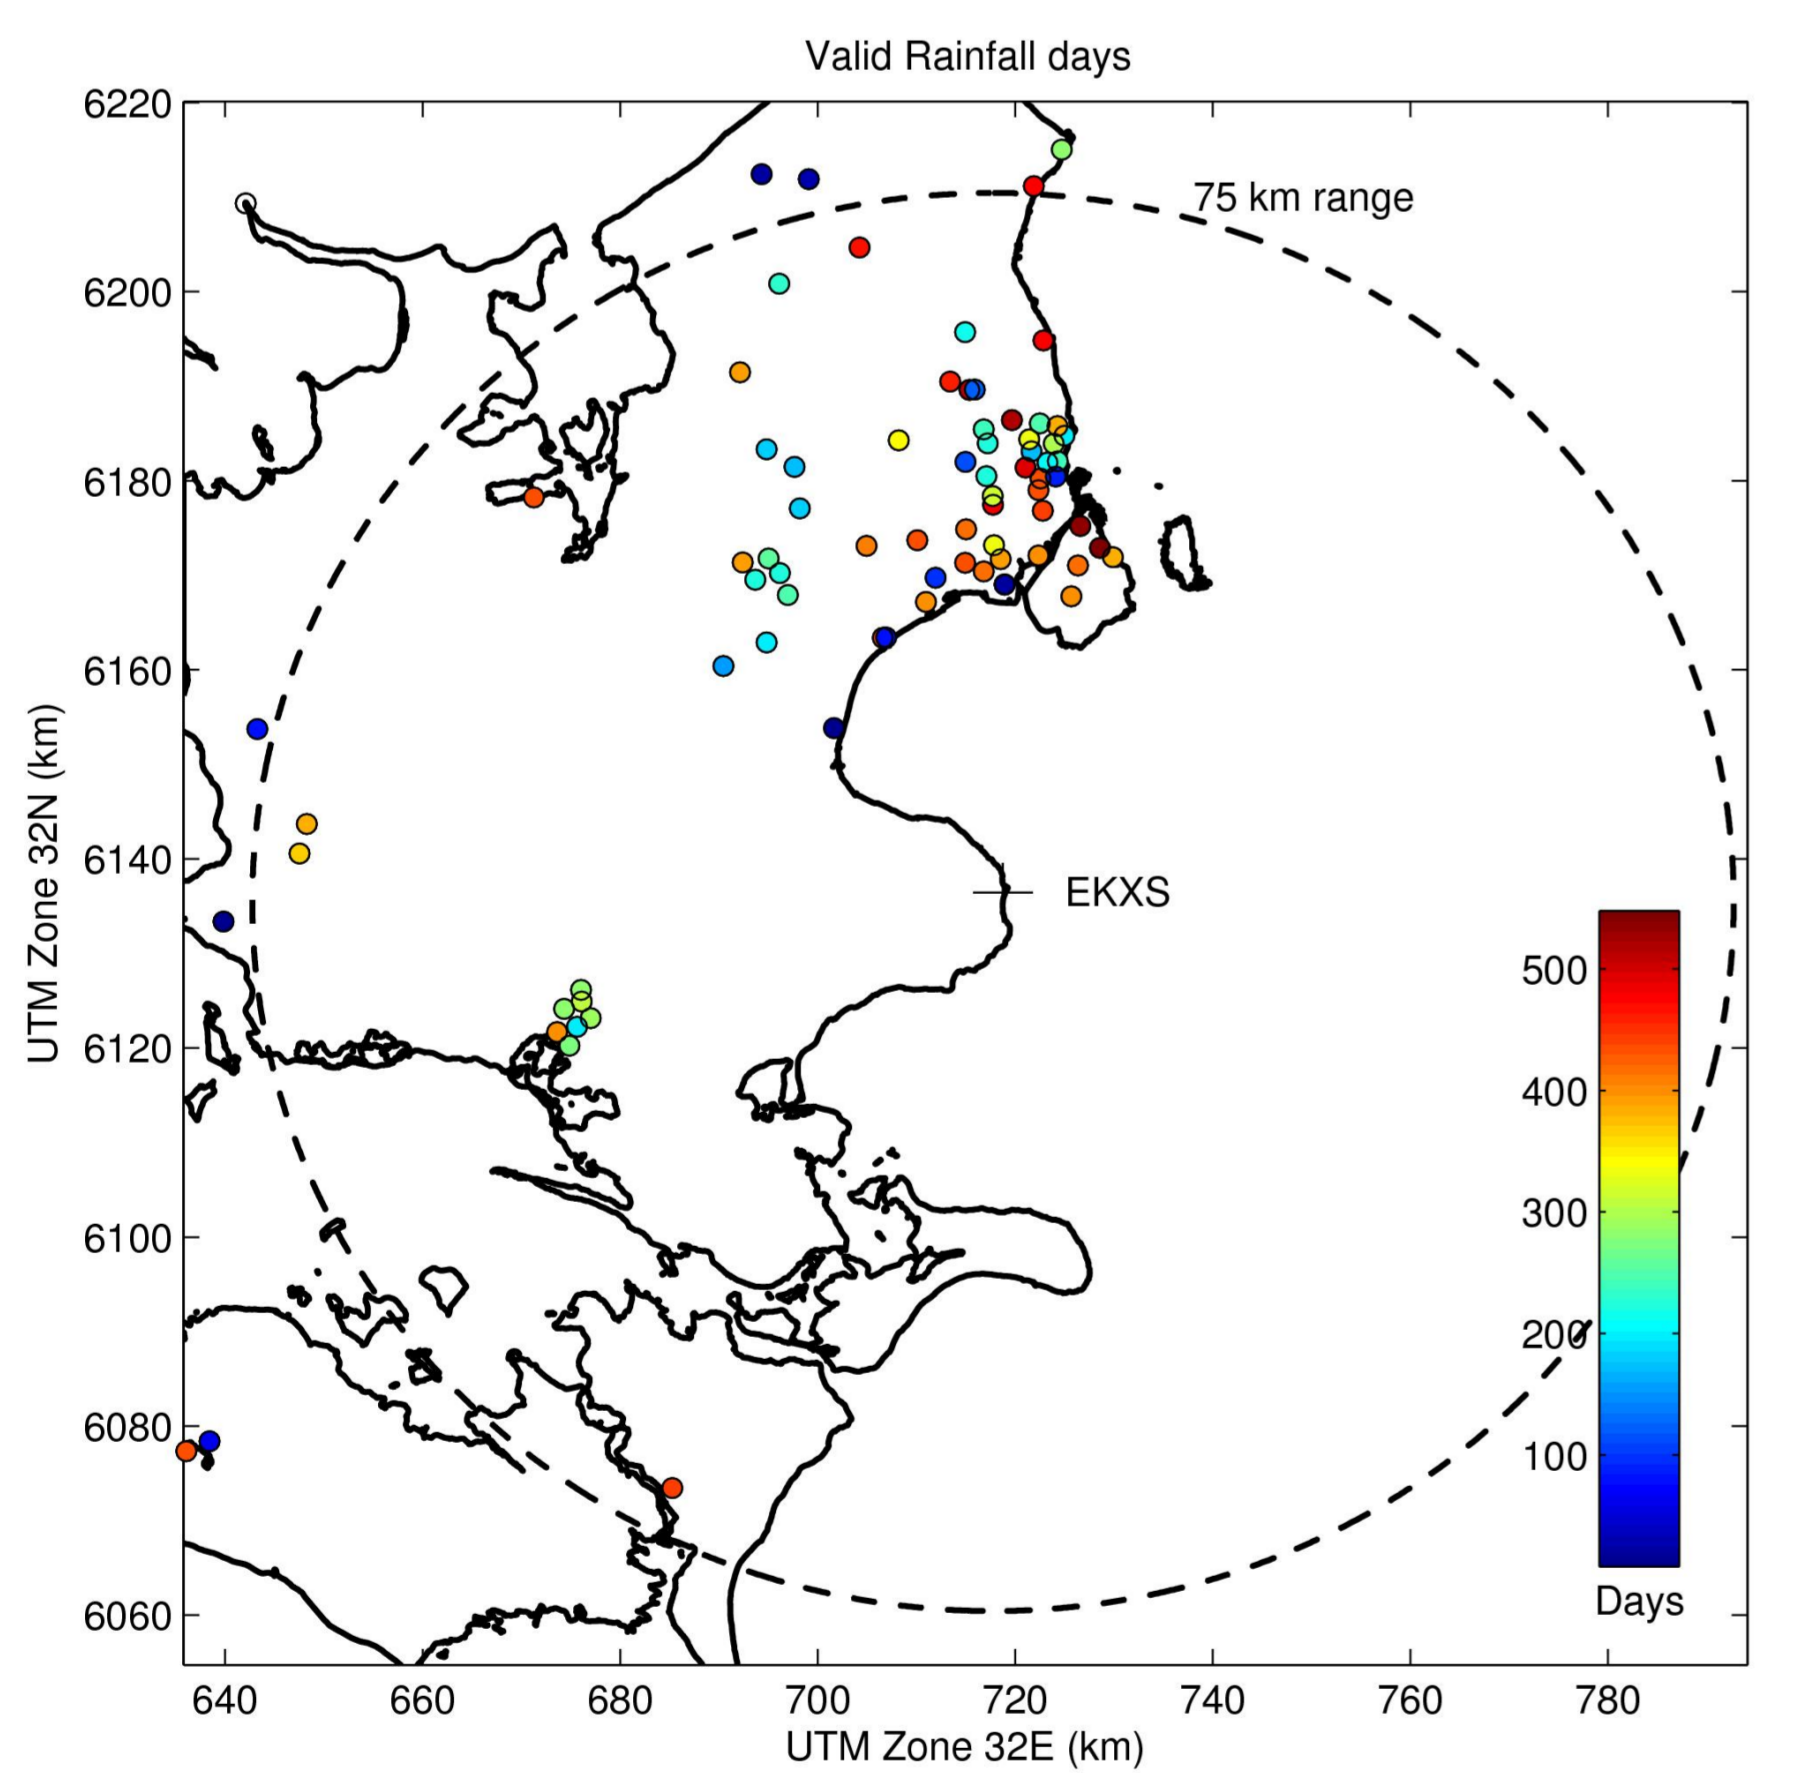 Valid Rainfall days
6220
6200
6180
6160
6140
6120
6100
6080
6060
UTM Zone 32N (km)
75 km range
EKXS
500
400
300
200
100
Days
640 660 680 700 720 740 760 780
UTM Zone 32E (km)